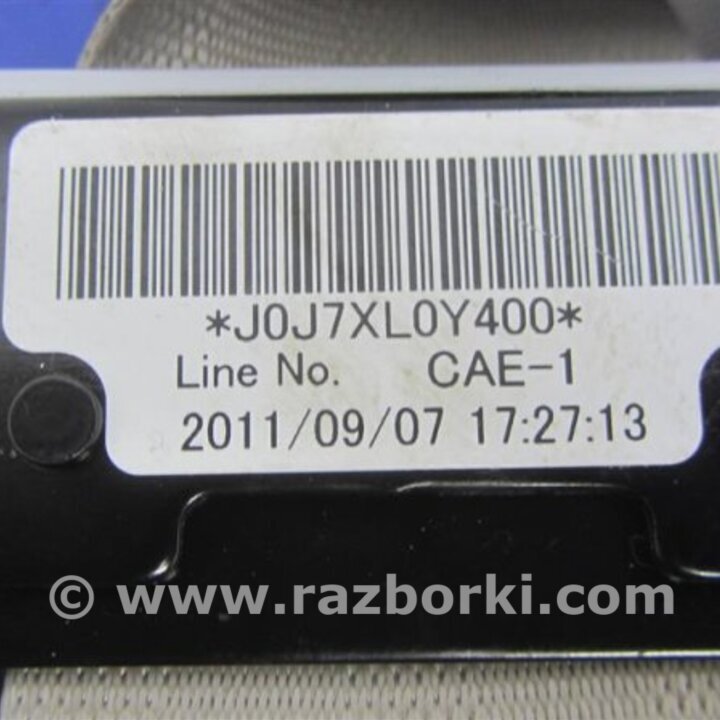 *J0J7XL0Y400*
Line No. CAE-1
2011/09/07 17:27:13
© www.razborki.com